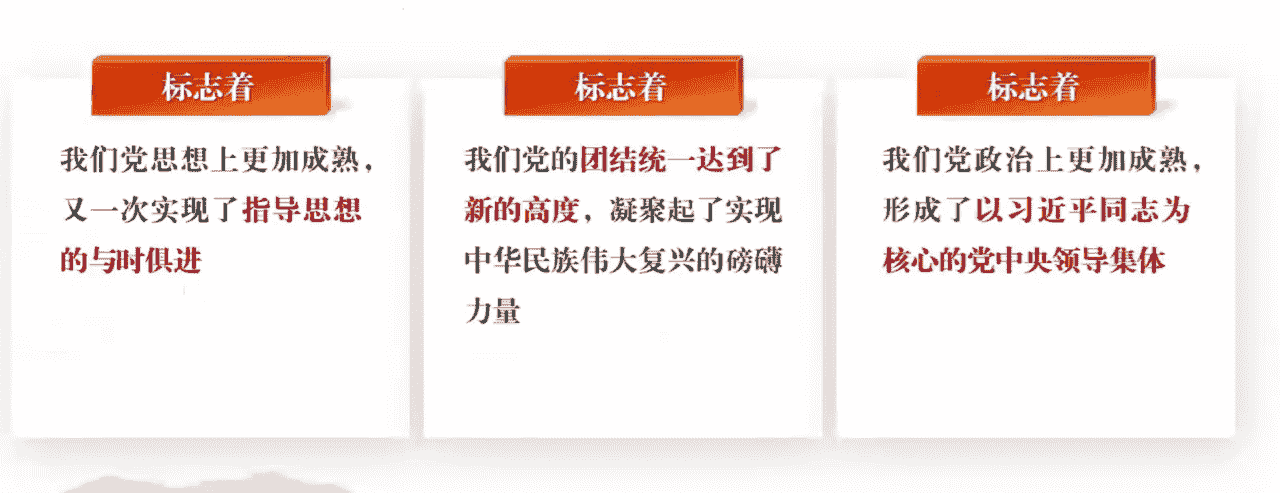 标志着
我们党思想上更加成熟，
又一次实现了指导思想
的与时俱进
标志着
我们党的团结统一达到了
新的高度，凝聚起了实现
中华民族伟大复兴的磅礴
力量
标志着
我们党政治上更加成熟，
形成了以习近平同志为
核心的党中央领导集体